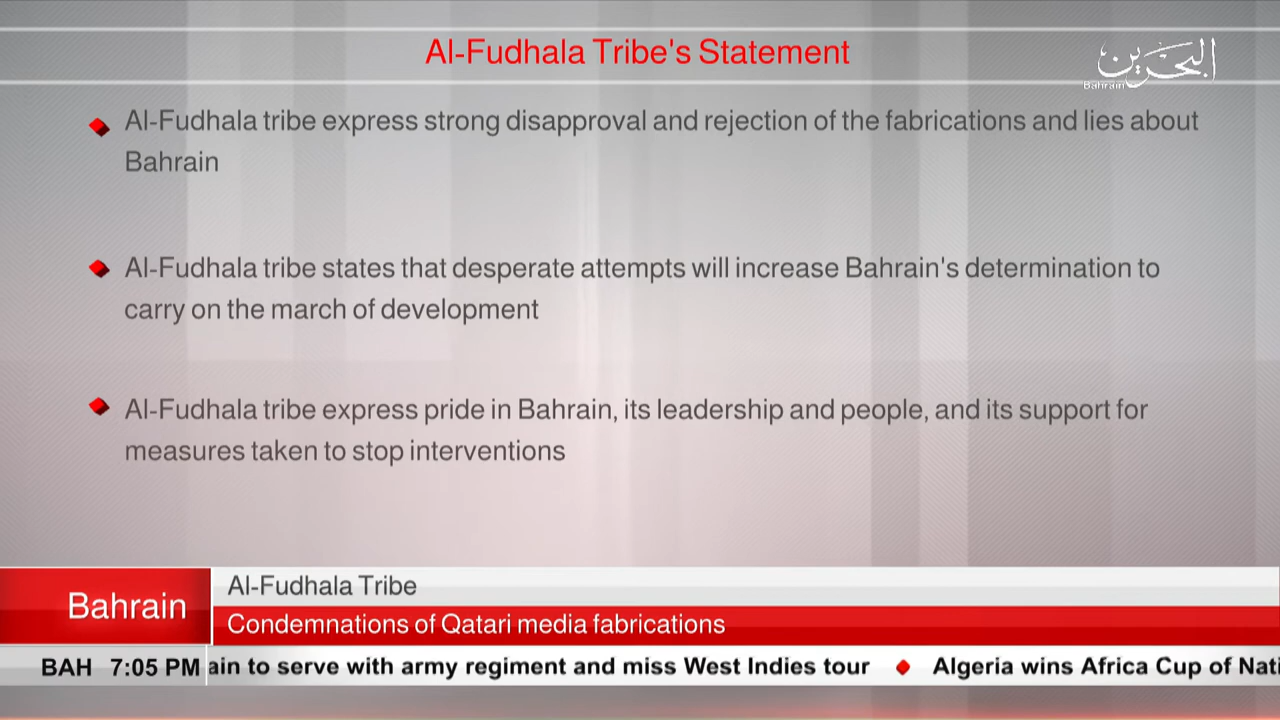 Al-Fudhala Tribe's Statement
البحرين
Bahrain
Al-Fudhala tribe express strong disapproval and rejection of the fabrications and lies about
Bahrain
Al-Fudhala tribe states that desperate attempts will increase Bahrain's determination to
carry on the march of development
Al-Fudhala tribe express pride in Bahrain, its leadership and people, and its support for
measures taken to stop interventions
Bahrain
Al-Fudhala Tribe
Condemnations of Qatari media fabrications
BAH 7:05 PM ain to serve with army regiment and miss West Indies tour Algeria wins Africa Cup of Nati